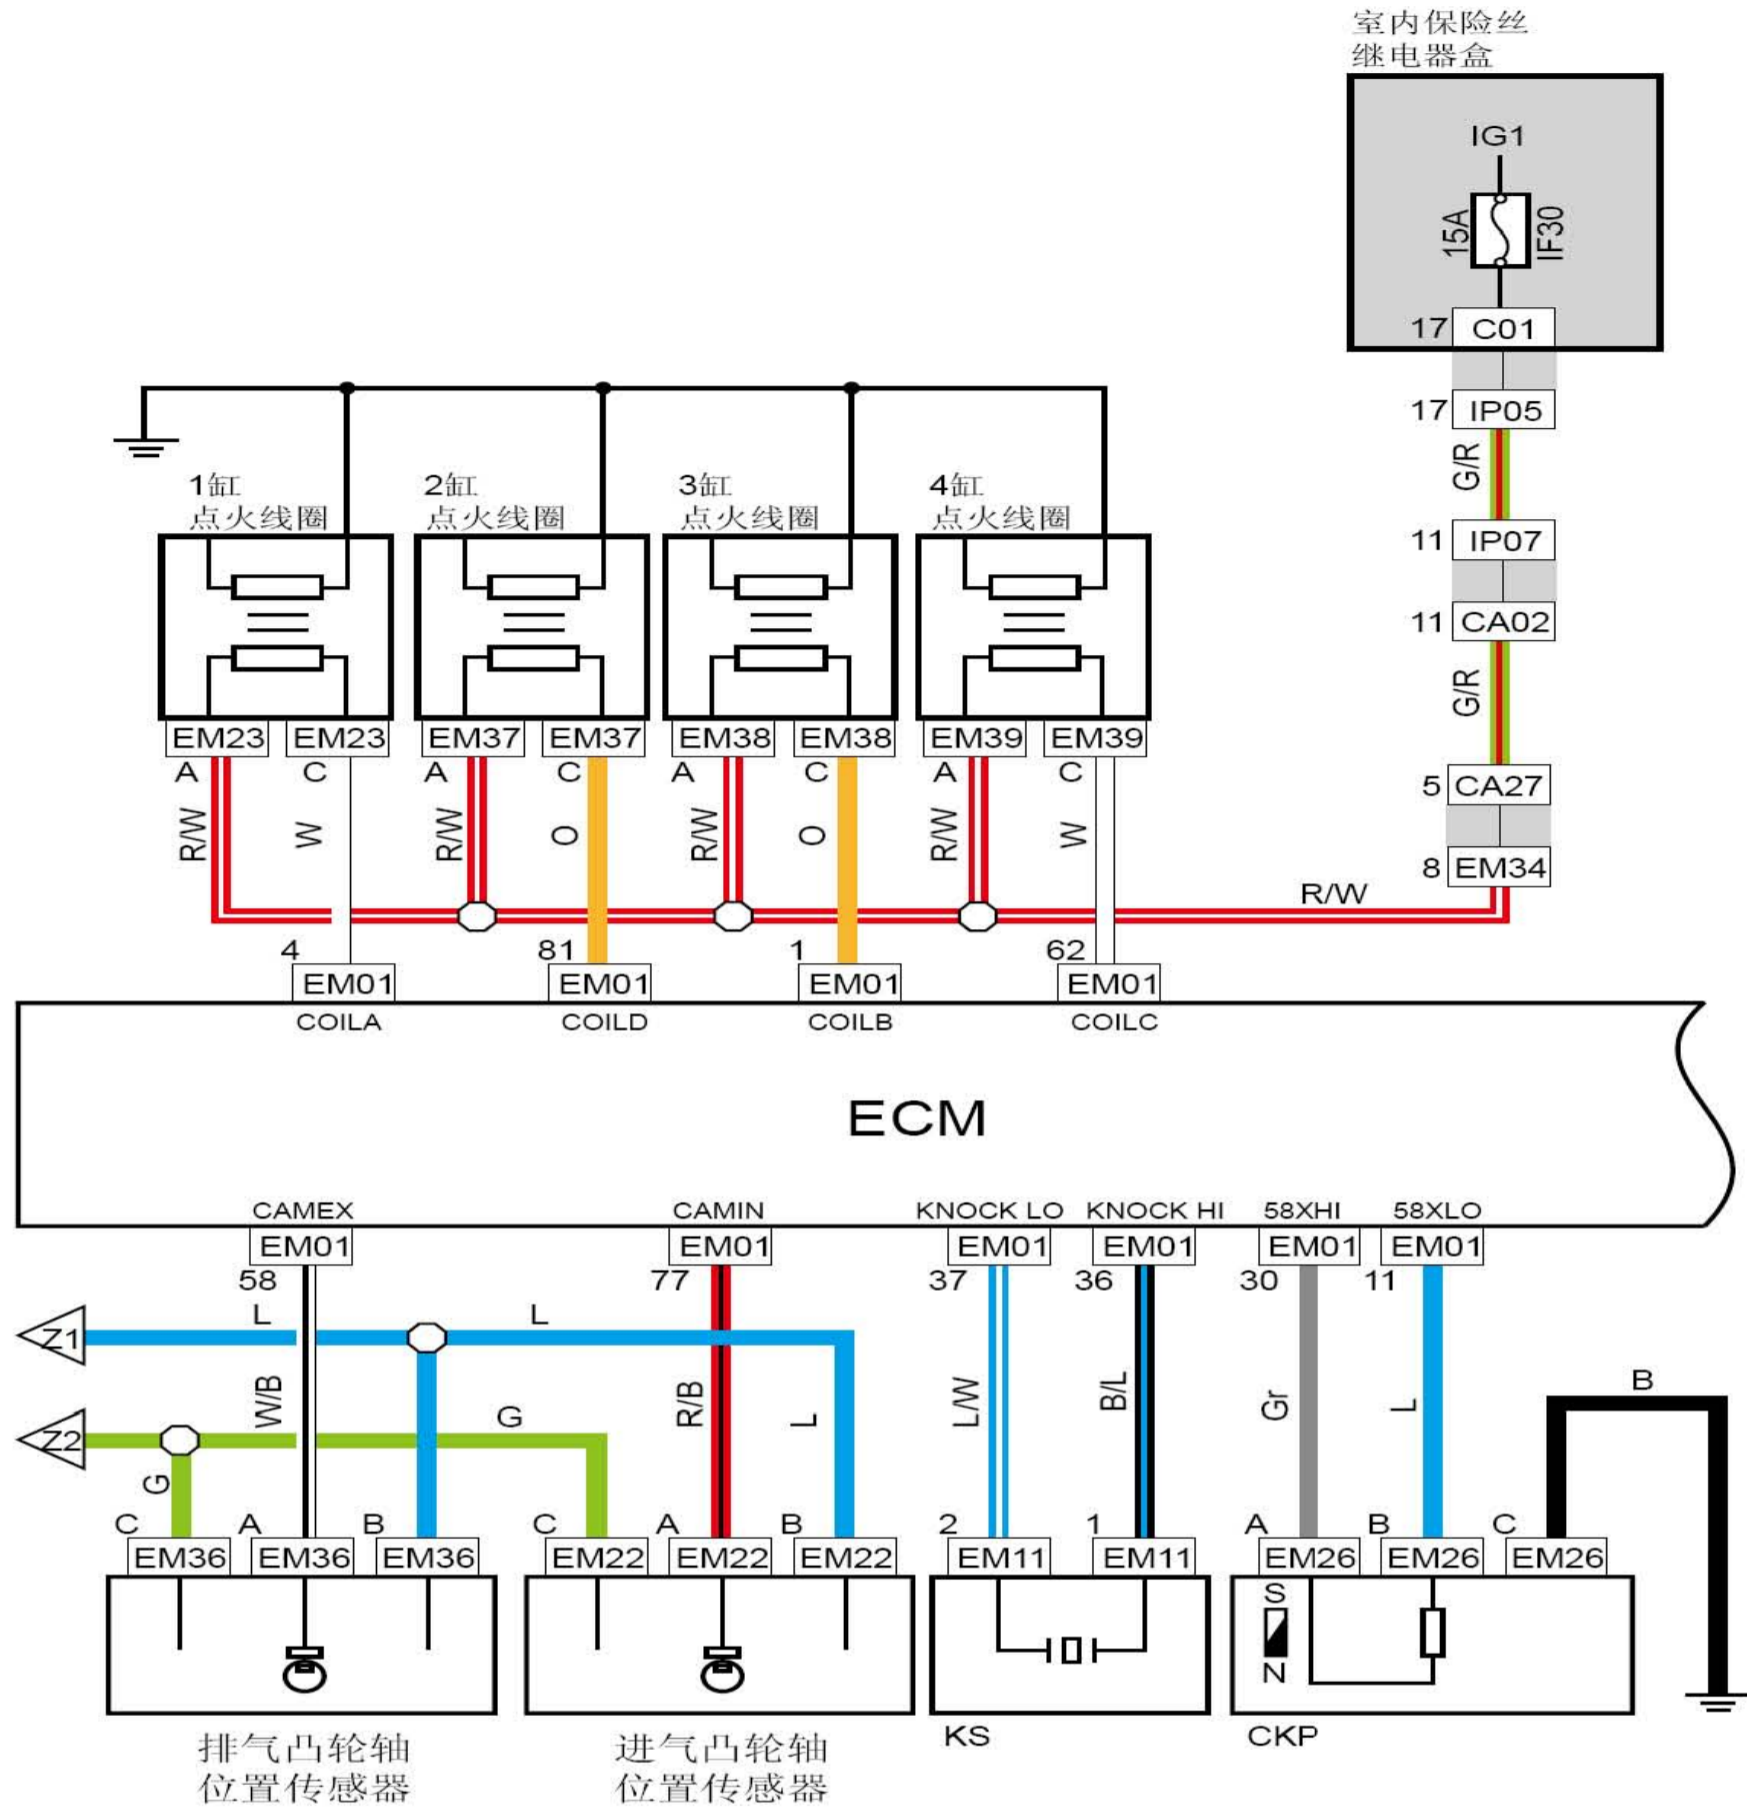 室内保险丝
继电器盒
IG1
15A
IF30
17 C01
17 IP05
G/R
11 IP07
11 CA02
G/R
5 CA27
8 EM34
R/W
1缸
点火线圈
2缸
点火线圈
3缸
点火线圈
4缸
点火线圈
EM23 EM23 EM37 EM37 EM38 EM38 EM39 EM39
A C A C A C A C
R/W W R/W O R/W O R/W W
4 81 1 62
EM01 EM01 EM01 EM01
COILA COILD COILB COILC
ECM
CAMEX CAMIN KNOCK LO KNOCK HI 58XHI 58XLO
EM01 EM01 EM01 EM01 EM01 EM01
58 77 37 36 30 11
Z1 L L
W/B R/B L L/W B/L Gr L B
Z2 G
G
C A B C A B 2 1 A B C
EM36 EM36 EM36 EM22 EM22 EM22 EM11 EM11 EM26 EM26 EM26
S
N
KS
CKP
排气凸轮轴
位置传感器
进气凸轮轴
位置传感器